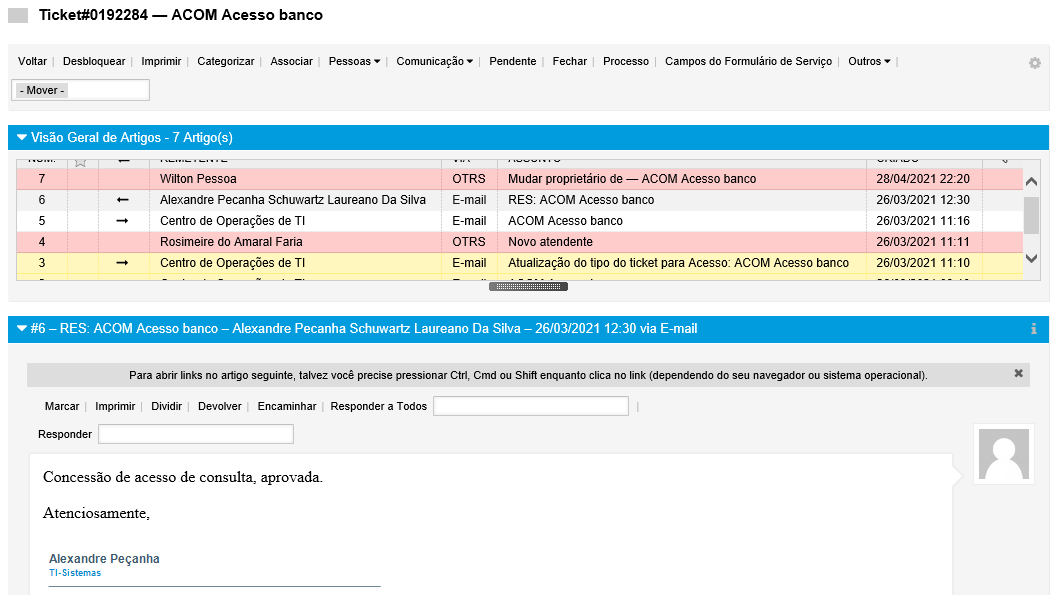 Ticket#0192284 — ACOM Acesso banco
Voltar | Desbloquear | Imprimir | Categorizar | Associar | Pessoas | Comunicação | Pendente | Fechar | Processo | Campos do Formulário de Serviço | Outros |
- Mover -
Visão Geral de Artigos - 7 Artigo(s)
NÚM. REMETENTE VIA ASSUNTO CRIADO
7 Wilton Pessoa OTRS Mudar proprietário de — ACOM Acesso banco 28/04/2021 22:20
6 ← Alexandre Pecanha Schuwartz Laureano Da Silva E-mail RES: ACOM Acesso banco 26/03/2021 12:30
5 → Centro de Operações de TI E-mail ACOM Acesso banco 26/03/2021 11:16
4 Rosimeire do Amaral Faria OTRS Novo atendente 26/03/2021 11:11
3 → Centro de Operações de TI E-mail Atualização do tipo do ticket para Acesso: ACOM Acesso banco 26/03/2021 11:10
#6 – RES: ACOM Acesso banco – Alexandre Pecanha Schuwartz Laureano Da Silva – 26/03/2021 12:30 via E-mail
Para abrir links no artigo seguinte, talvez você precise pressionar Ctrl, Cmd ou Shift enquanto clica no link (dependendo do seu navegador ou sistema operacional).
Marcar | Imprimir | Dividir | Devolver | Encaminhar | Responder a Todos |
Responder
Concessão de acesso de consulta, aprovada.
Atenciosamente,
Alexandre Peçanha
TI-Sistemas